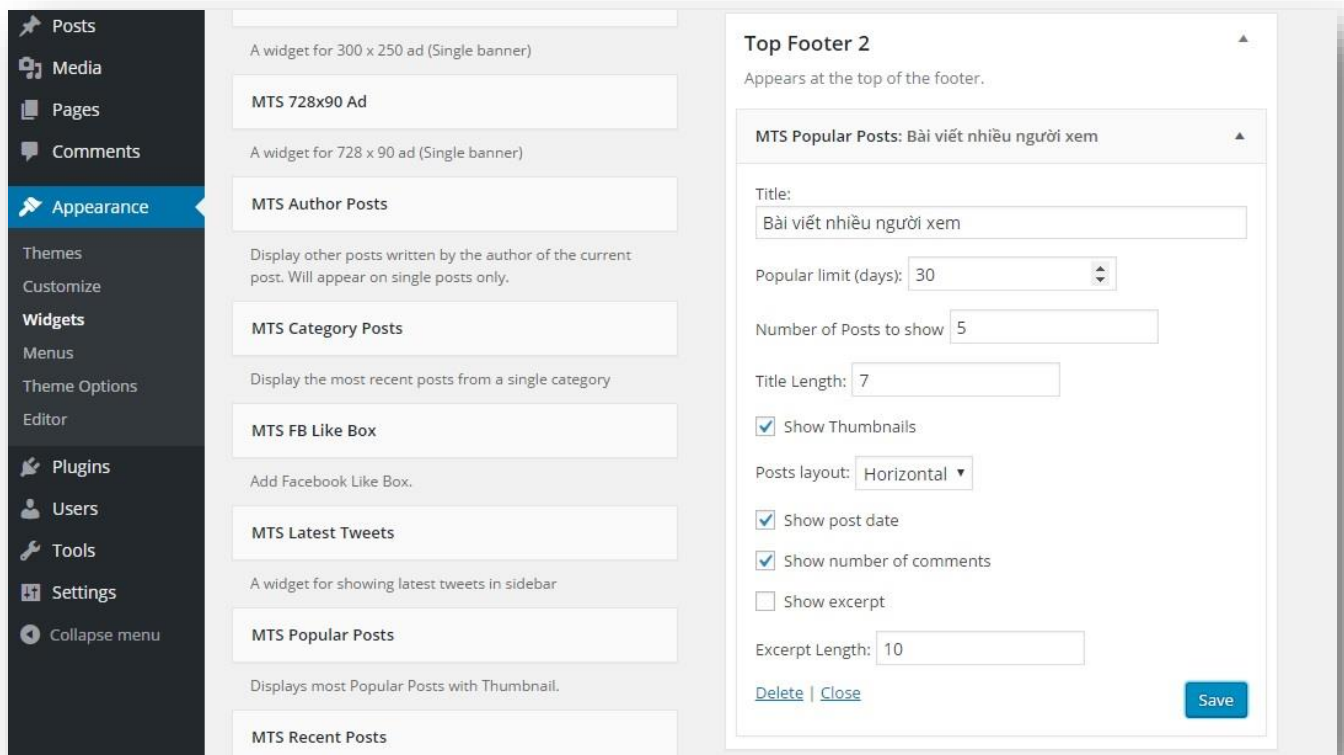 Posts
Media
Pages
Comments
Appearance
Themes
Customize
Widgets
Menus
Theme Options
Editor
Plugins
Users
Tools
Settings
Collapse menu
A widget for 300 x 250 ad (Single banner)
MTS 728x90 Ad
A widget for 728 x 90 ad (Single banner)
MTS Author Posts
Display other posts written by the author of the current
post. Will appear on single posts only.
MTS Category Posts
Display the most recent posts from a single category
MTS FB Like Box
Add Facebook Like Box.
MTS Latest Tweets
A widget for showing latest tweets in sidebar
MTS Popular Posts
Displays most Popular Posts with Thumbnail.
MTS Recent Posts
Top Footer 2
Appears at the top of the footer.
MTS Popular Posts: Bài viết nhiều người xem
Title:
Bài viết nhiều người xem
Popular limit (days): 30
Number of Posts to show 5
Title Length: 7
Show Thumbnails
Posts layout: Horizontal
Show post date
Show number of comments
Show excerpt
Excerpt Length: 10
Delete | Close
Save